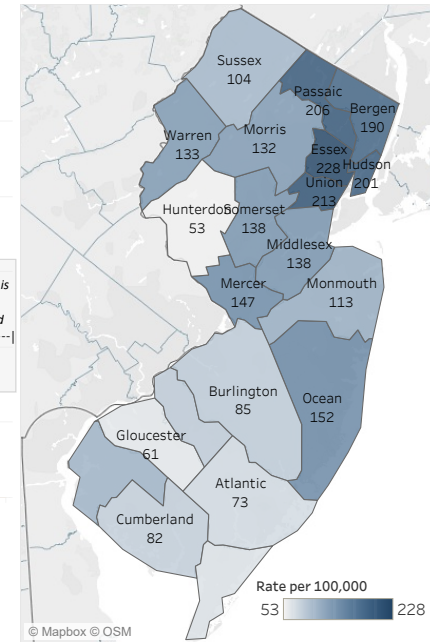 Sussex
104
Passaic
206
Bergen
190
Warren
133
Morris
132
Essex
228
Hudson
201
Union
213
Hunterdon
53
Somerset
138
Middlesex
138
Mercer
147
Monmouth
113
Burlington
85
Ocean
152
Gloucester
61
Atlantic
73
Cumberland
82
is
Rate per 100,000
53
228
© Mapbox © OSM